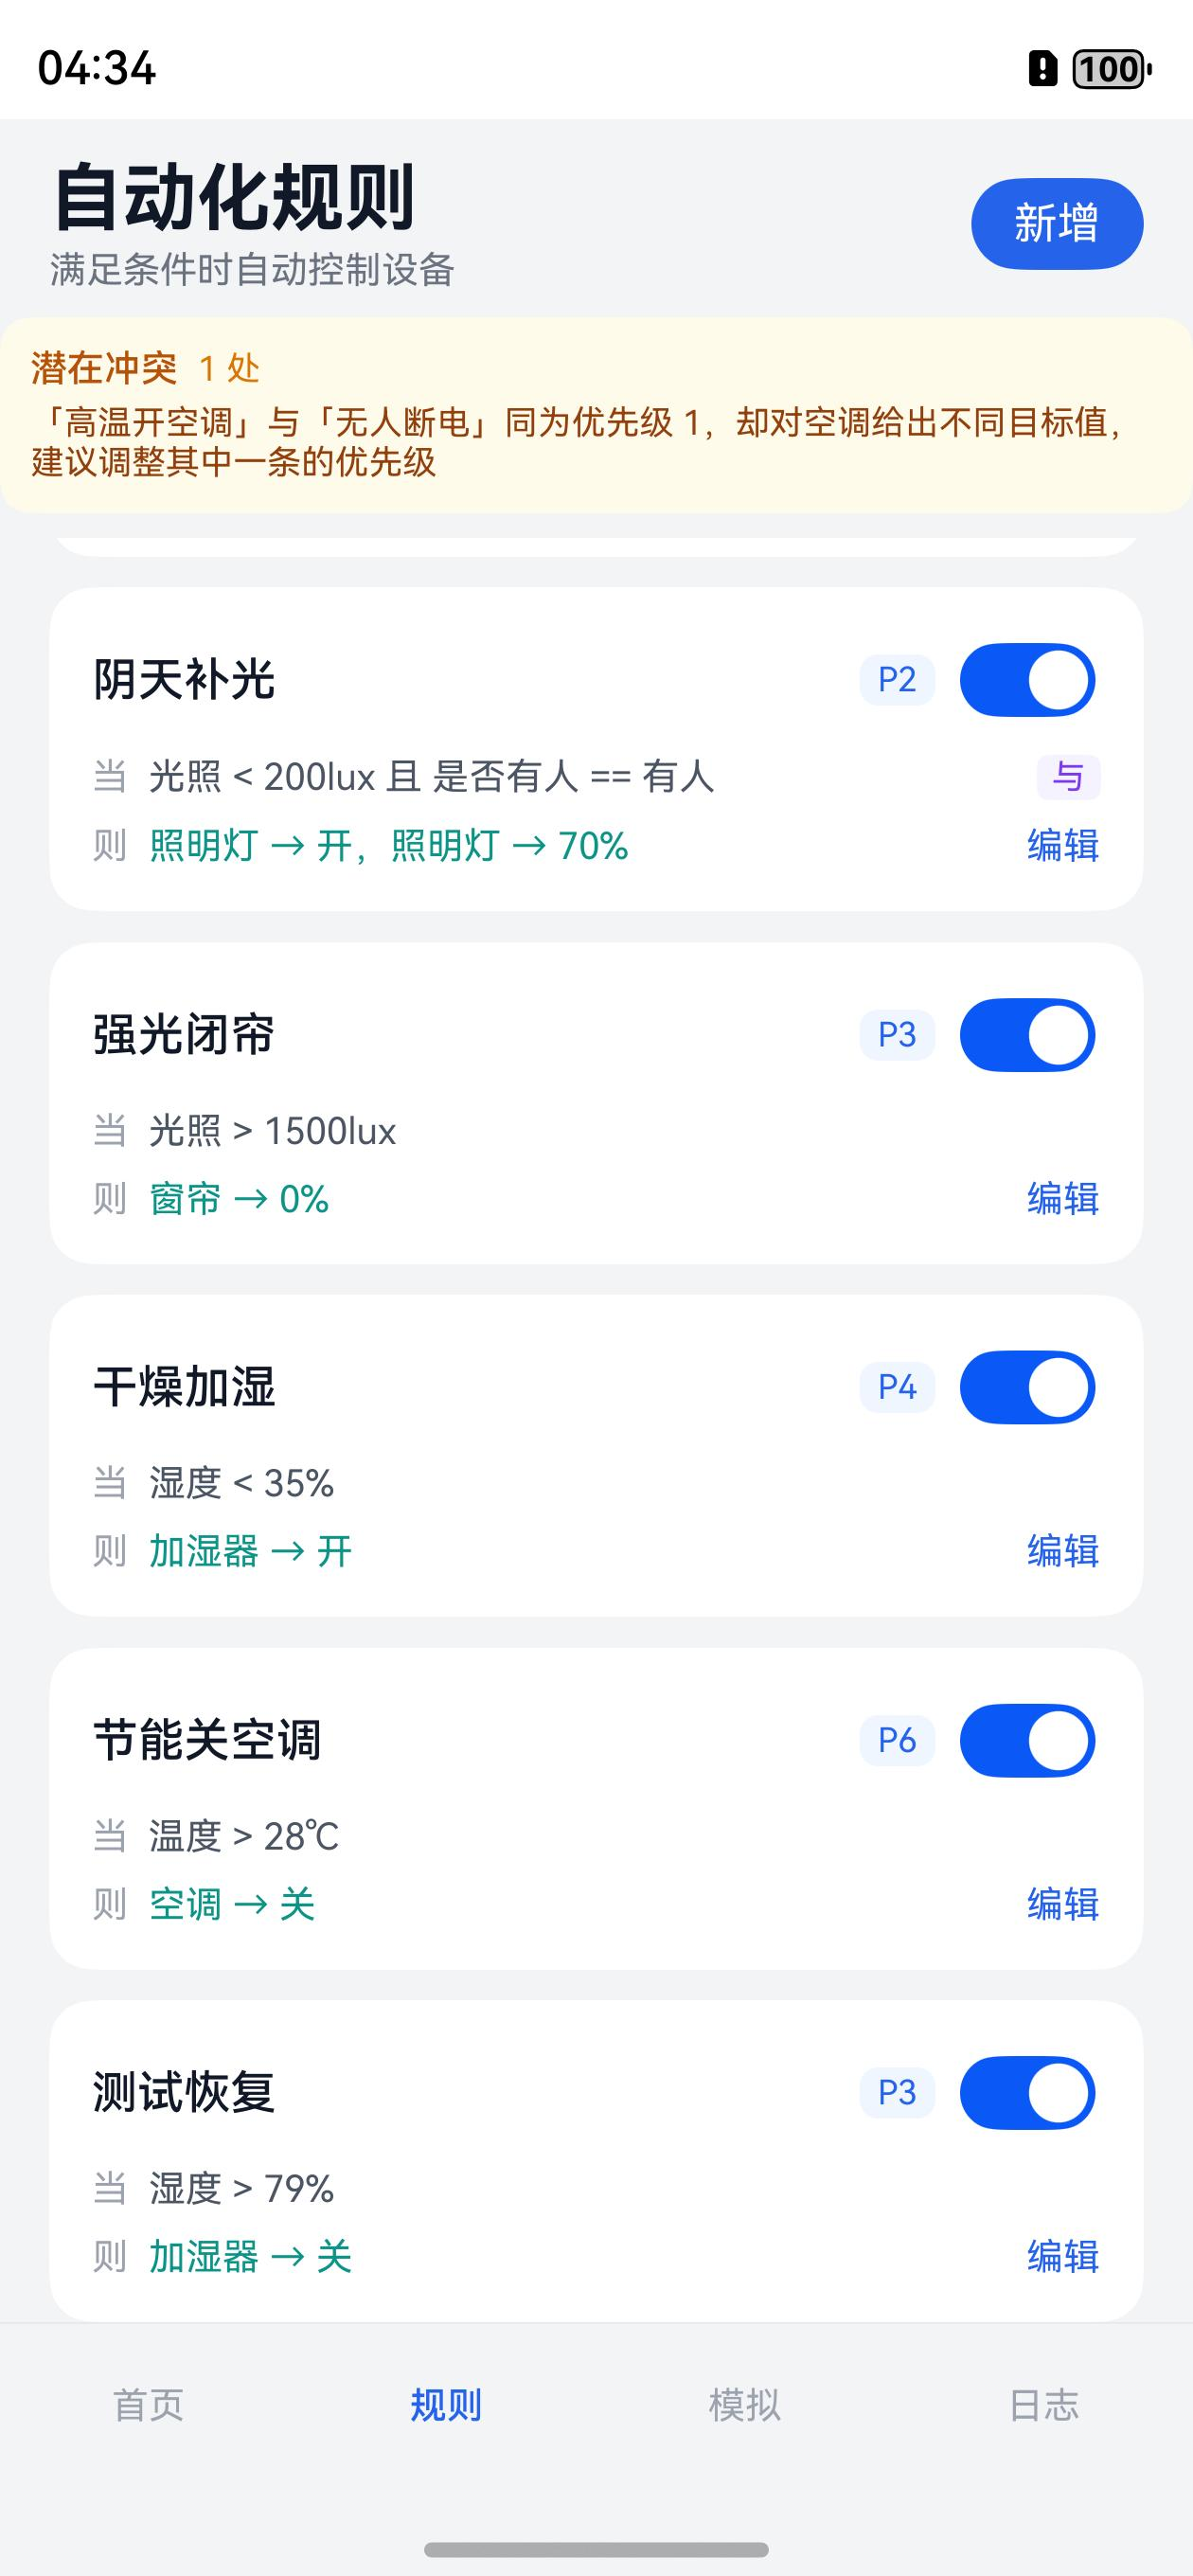 04:34
100
自动化规则
新增
满足条件时自动控制设备
潜在冲突 1 处
「高温开空调」与「无人断电」同为优先级 1，却对空调给出不同目标值，
建议调整其中一条的优先级
阴天补光 P2
当 光照 < 200lux 且 是否有人 == 有人 与
则 照明灯 → 开，照明灯 → 70% 编辑
强光闭帘 P3
当 光照 > 1500lux
则 窗帘 → 0% 编辑
干燥加湿 P4
当 湿度 < 35%
则 加湿器 → 开 编辑
节能关空调 P6
当 温度 > 28℃
则 空调 → 关 编辑
测试恢复 P3
当 湿度 > 79%
则 加湿器 → 关 编辑
首页 规则 模拟 日志